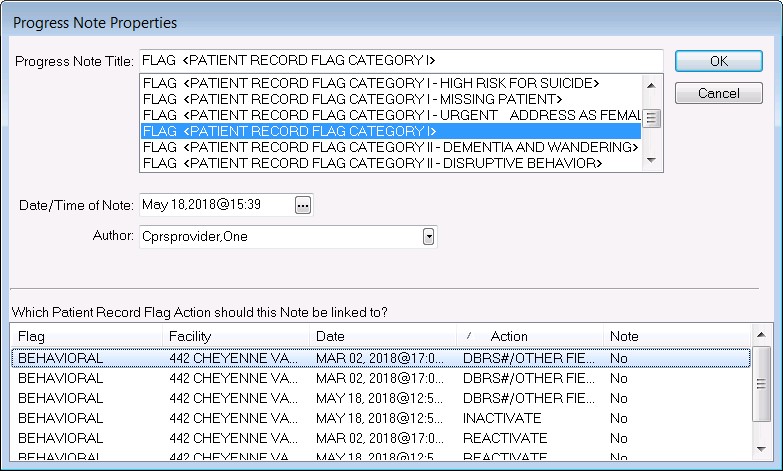 Progress Note Properties
Progress Note Title: FLAG <PATIENT RECORD FLAG CATEGORY I> OK
FLAG <PATIENT RECORD FLAG CATEGORY I - HIGH RISK FOR SUICIDE>
FLAG <PATIENT RECORD FLAG CATEGORY I - MISSING PATIENT>
FLAG <PATIENT RECORD FLAG CATEGORY I - URGENT ADDRESS AS FEMAL
FLAG <PATIENT RECORD FLAG CATEGORY I>
FLAG <PATIENT RECORD FLAG CATEGORY II - DEMENTIA AND WANDERING>
FLAG <PATIENT RECORD FLAG CATEGORY II - DISRUPTIVE BEHAVIOR>
Cancel
Date/Time of Note: May 18,2018@15:39 ...
Author: Cprsprovider,One
Which Patient Record Flag Action should this Note be linked to?
Flag Facility Date Action Note
BEHAVIORAL 442 CHEYENNE VA... MAR 02, 2018@17:0... DBRS#/OTHER FIE... No
BEHAVIORAL 442 CHEYENNE VA... MAR 02, 2018@17:0... DBRS#/OTHER FIE... No
BEHAVIORAL 442 CHEYENNE VA... MAY 18, 2018@12:5... DBRS#/OTHER FIE... No
BEHAVIORAL 442 CHEYENNE VA... MAY 18, 2018@12:5... INACTIVATE No
BEHAVIORAL 442 CHEYENNE VA... MAR 02, 2018@17:0... REACTIVATE No
BEHAVIORAL 442 CHEYENNE VA... MAY 18, 2018@12:5... REACTIVATE No